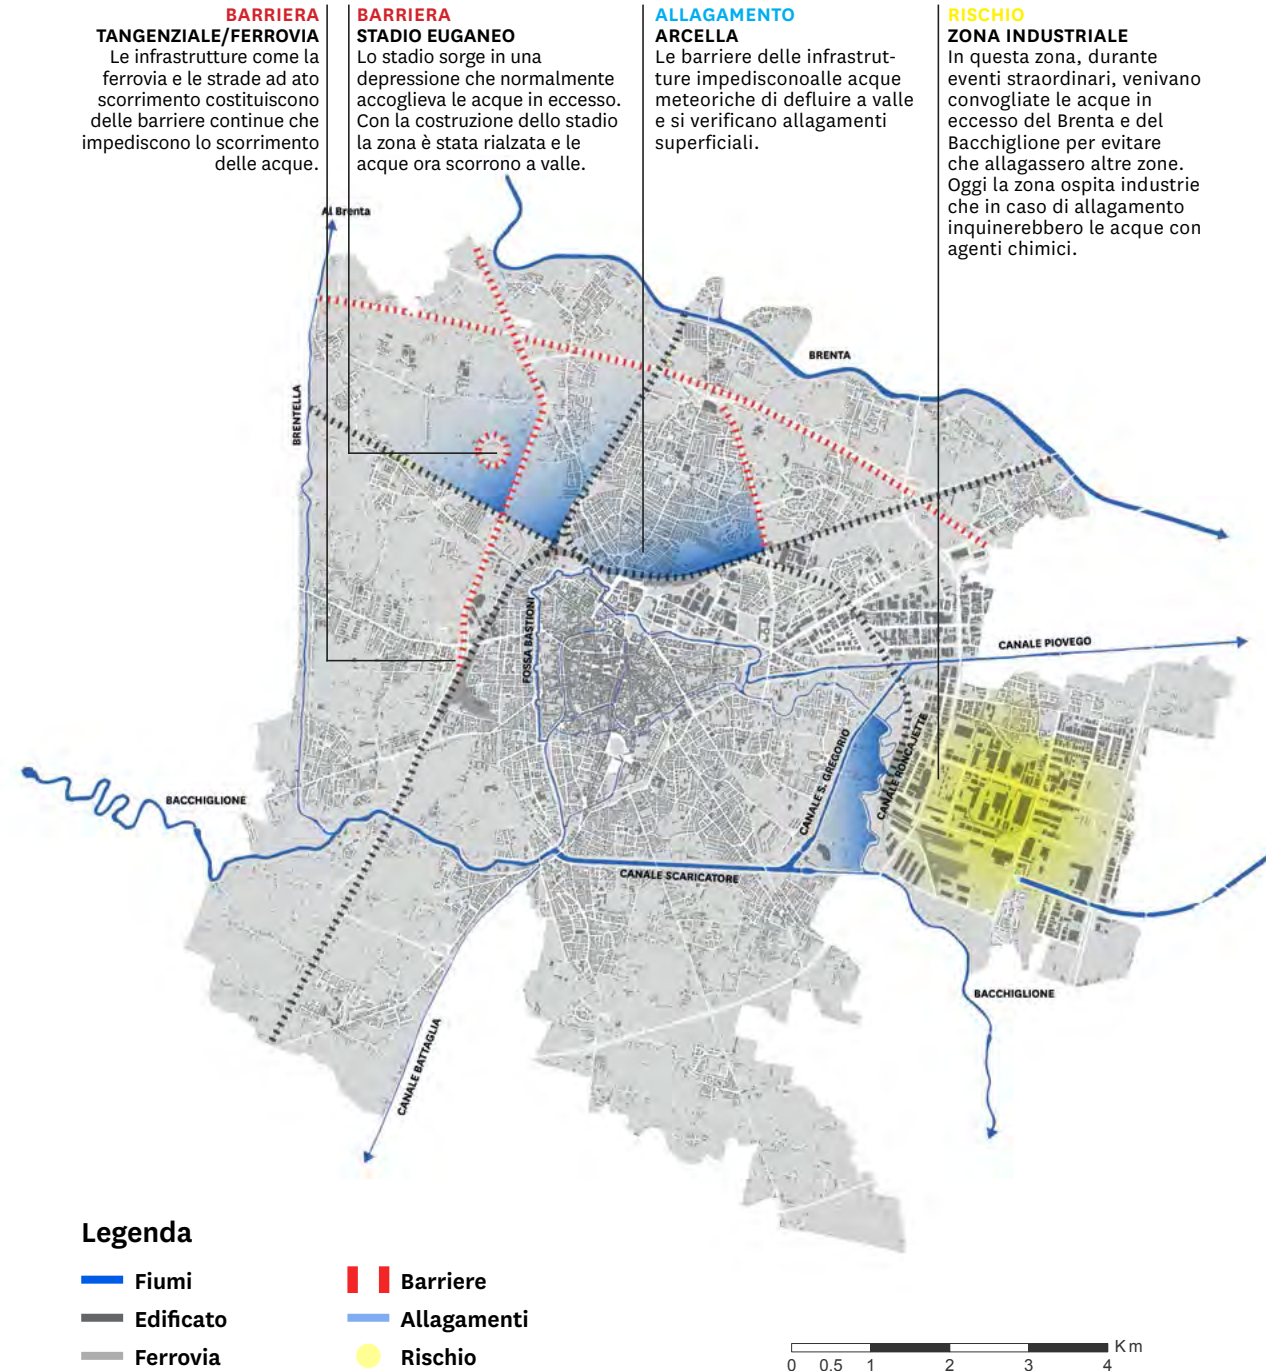 BARRIERA
TANGENZIALE/FERROVIA
Le infrastrutture come la
ferrovia e le strade ad ato
scorrimento costituiscono
delle barriere continue che
impediscono lo scorrimento
delle acque.
BARRIERA
STADIO EUGANEO
Lo stadio sorge in una
depressione che normalmente
accoglieva le acque in eccesso.
Con la costruzione dello stadio
la zona è stata rialzata e le
acque ora scorrono a valle.
ALLAGAMENTO
ARCELLA
Le barriere delle infrastrut-
ture impedisconoalle acque
meteoriche di defluire a valle
e si verificano allagamenti
superficiali.
RISCHIO
ZONA INDUSTRIALE
In questa zona, durante
eventi straordinari, venivano
convogliate le acque in
eccesso del Brenta e del
Bacchiglione per evitare
che allagassero altre zone.
Oggi la zona ospita industrie
che in caso di allagamento
inquinerebbero le acque con
agenti chimici.
Al Brenta
BRENTA
BRENTELLA
FOSSA BASTIONI
CANALE PIOVEGO
CANALE S. GREGORIO
CANALE RONCAJETTE
BACCHIGLIONE
CANALE SCARICATORE
BACCHIGLIONE
CANALE BATTAGLIA
Legenda
Fiumi
Edificato
Ferrovia
Barriere
Allagamenti
Rischio
Km
0 0.5 1 2 3 4